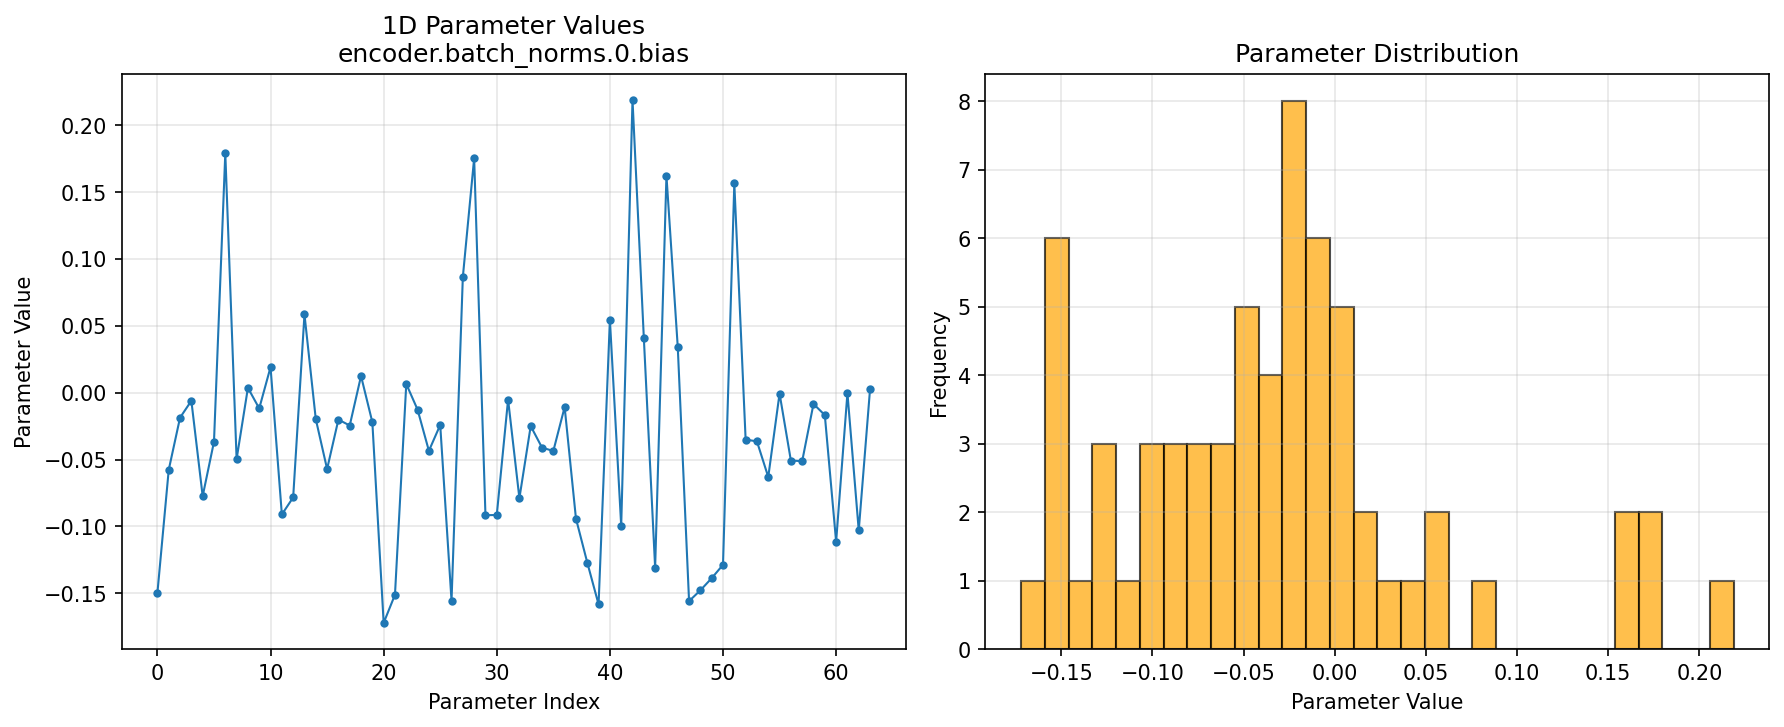 1D Parameter Values
encoder.batch_norms.0.bias
Parameter Value
0.20
0.15
0.10
0.05
0.00
−0.05
−0.10
−0.15
0 10 20 30 40 50 60
Parameter Index
Parameter Distribution
Frequency
8
7
6
5
4
3
2
1
0
−0.15 −0.10 −0.05 0.00 0.05 0.10 0.15 0.20
Parameter Value